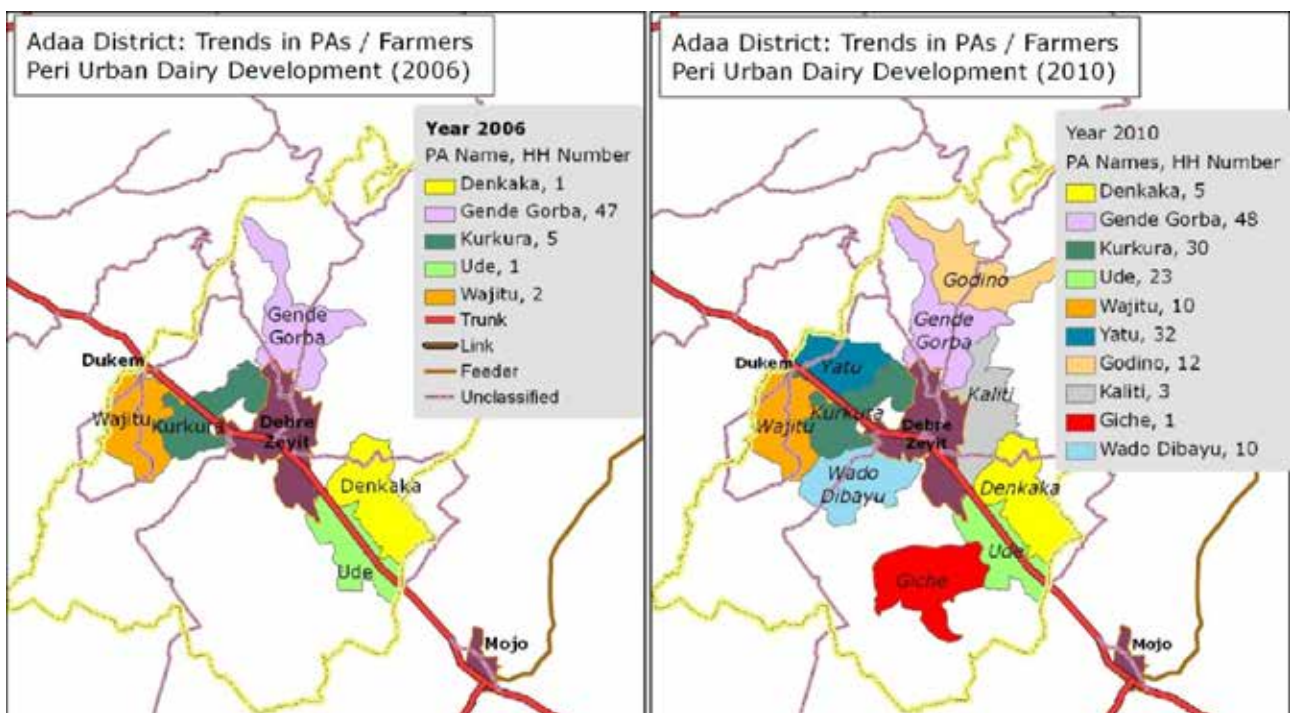 Adaa District: Trends in PAs / Farmers
Peri Urban Dairy Development (2006)
Year 2006
PA Name, HH Number
Denkaka, 1
Gende Gorba, 47
Kurkura, 5
Ude, 1
Wajitu, 2
Trunk
Link
Feeder
Unclassified
Gende
Gorba
Dukem
Wajitu
Kurkura
Debre
Zeyit
Denkaka
Ude
Mojo
Adaa District: Trends in PAs / Farmers
Peri Urban Dairy Development (2010)
Year 2010
PA Names, HH Number
Denkaka, 5
Gende Gorba, 48
Kurkura, 30
Ude, 23
Wajitu, 10
Yatu, 32
Godino, 12
Kaliti, 3
Giche, 1
Wado Dibayu, 10
Godino
Gende
Gorba
Dukem
Yatu
Kaliti
Wajitu
Kurkura
Debre
Zeyit
Wado
Dibayu
Denkaka
Ude
Giche
Mojo